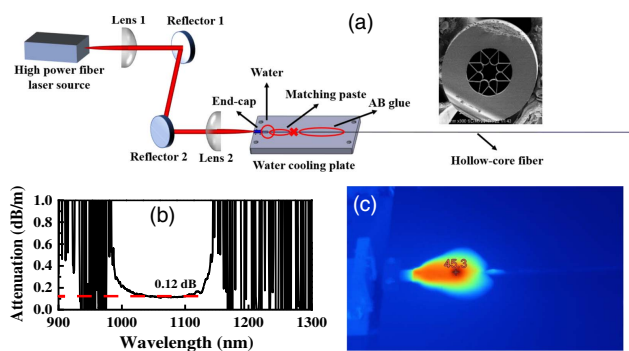 (a)
Lens 1
Reflector 1
High power fiber
laser source
Water
Matching paste
End-cap
AB glue
Reflector 2
Lens 2
Water cooling plate
Hollow-core fiber
(b)
Attenuation (dB/m)
1.0
0.8
0.6
0.4
0.2
0.0
0.12 dB
900
1000
1100
1200
1300
Wavelength (nm)
(c)
45.3